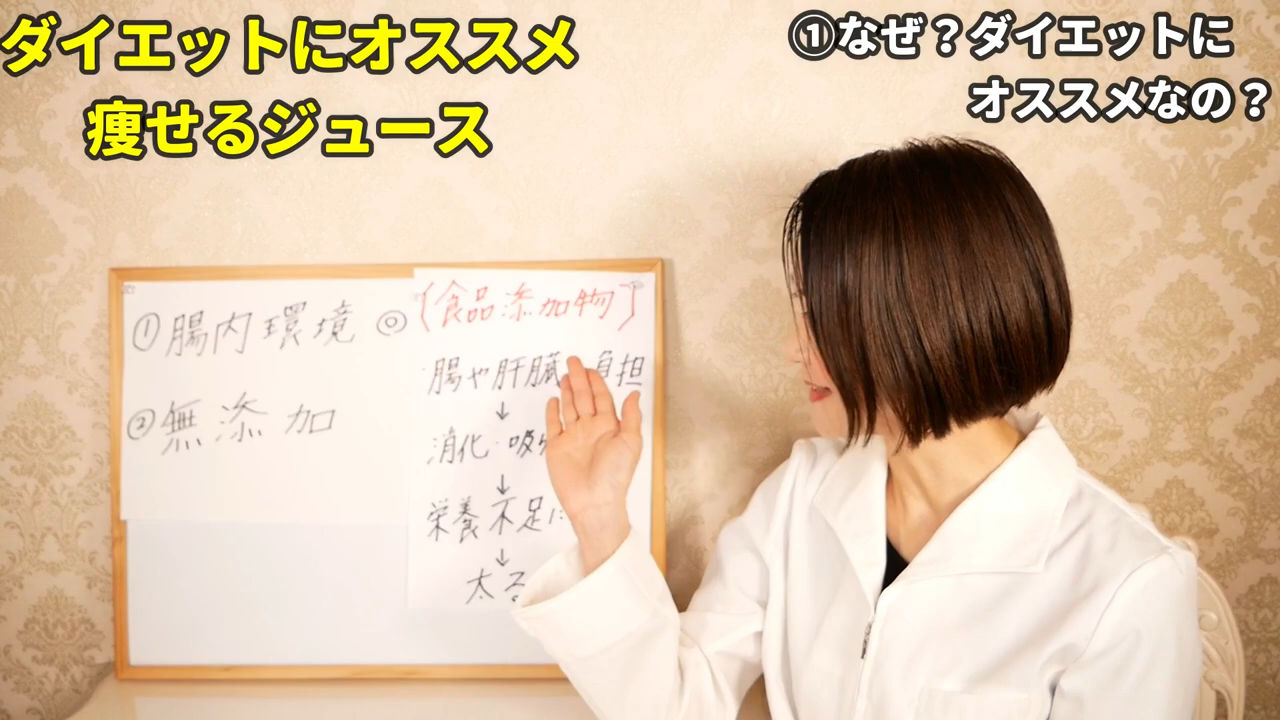 ダイエットにオススメ
痩せるジュース
①なぜ？ダイエットに
オススメなの？
①腸内環境 ◎
②無添加
{食品添加物}
腸や肝臓 負担
↓
消化・吸
↓
栄養不足に
↓
太る